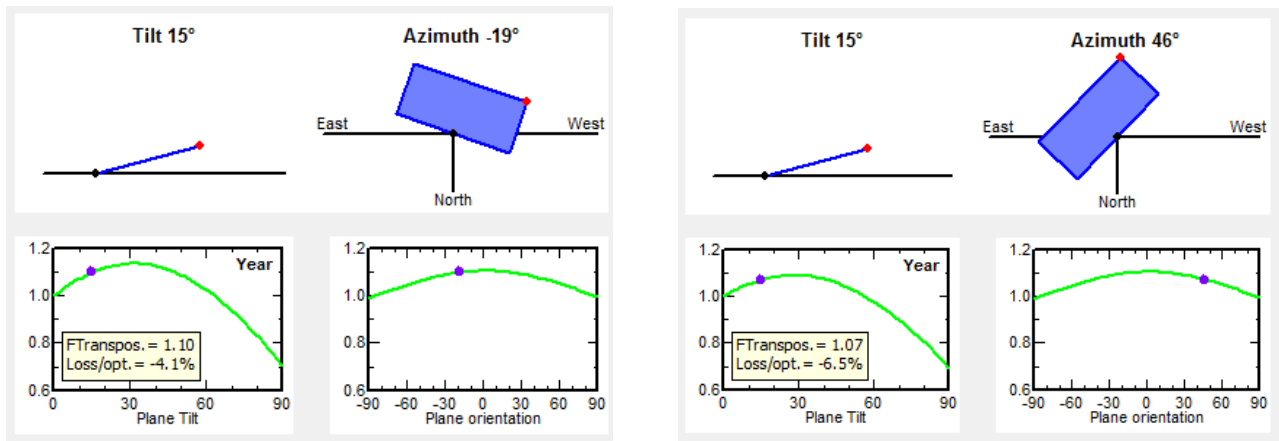 Tilt 15°
Azimuth -19°
East
West
North
1.2
1.0
0.8
0.6
Year
FTranspos. = 1.10
Loss/opt. = -4.1%
0 30 60 90
Plane Tilt
1.2
1.0
0.8
0.6
-90 -60 -30 0 30 60 90
Plane orientation
Tilt 15°
Azimuth 46°
East
West
North
1.2
1.0
0.8
0.6
Year
FTranspos. = 1.07
Loss/opt. = -6.5%
0 30 60 90
Plane Tilt
1.2
1.0
0.8
0.6
-90 -60 -30 0 30 60 90
Plane orientation